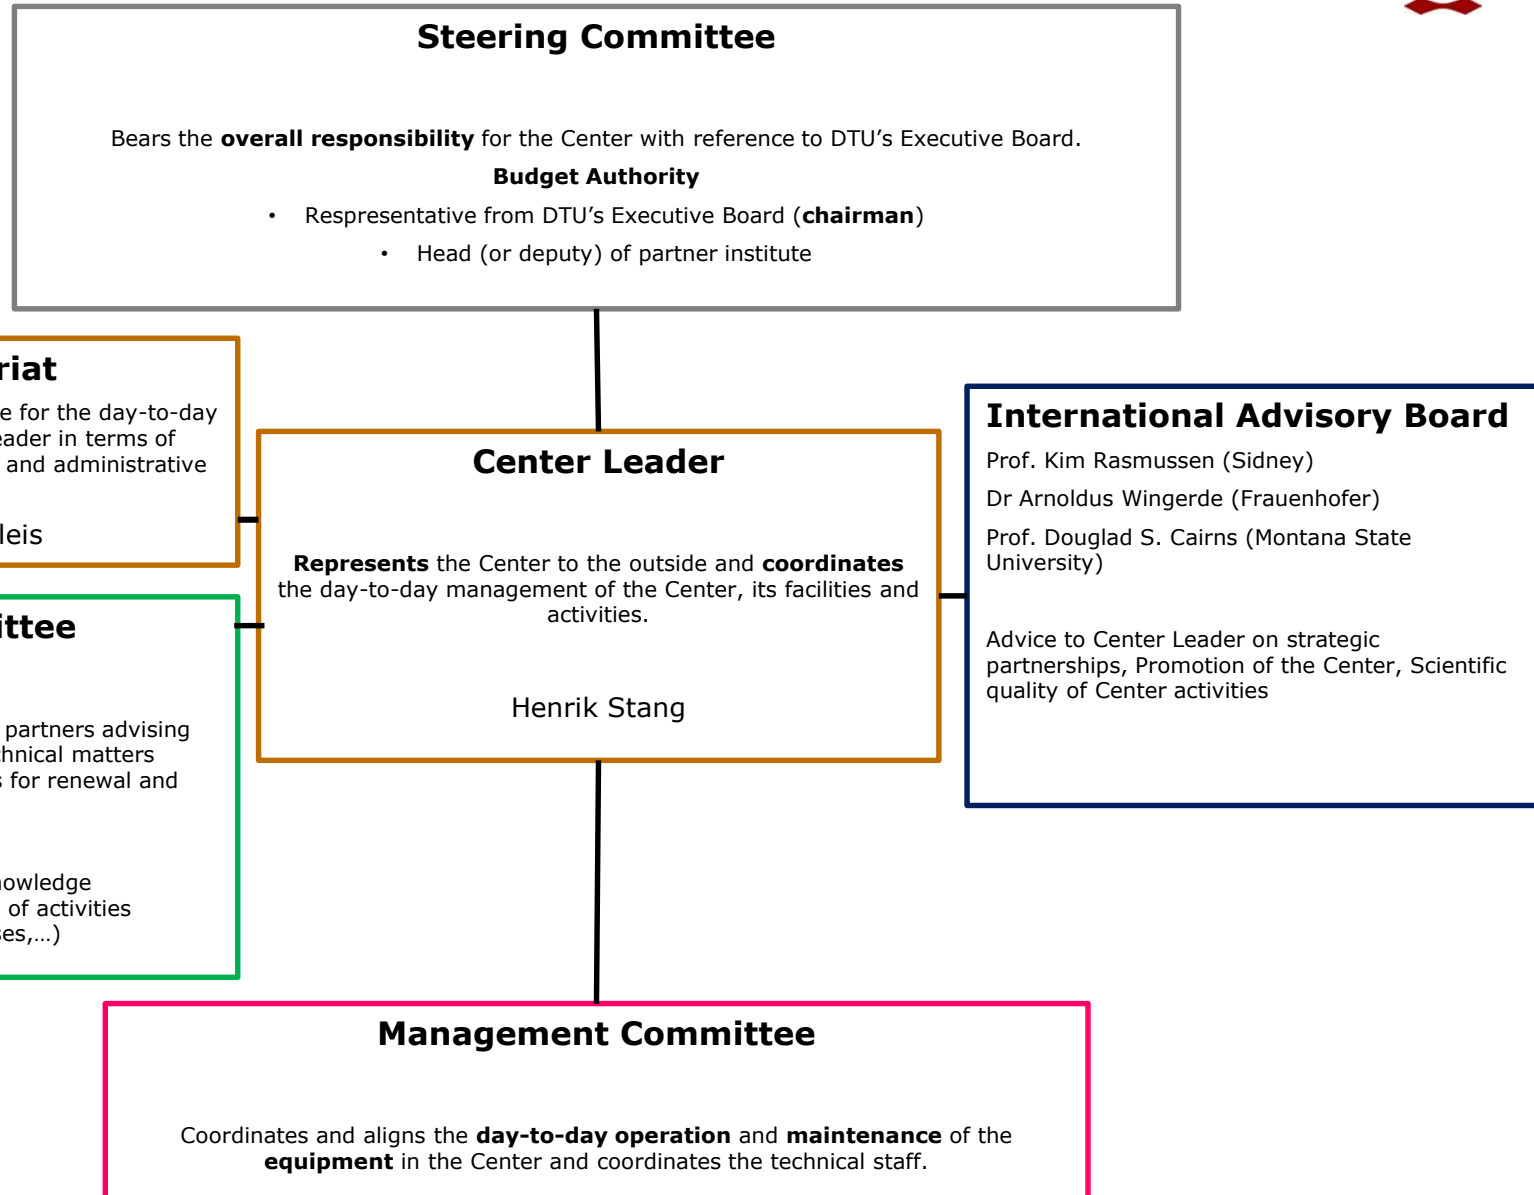 Steering Committee
Bears the overall responsibility for the Center with reference to DTU’s Executive Board.
Budget Authority
• Respresentative from DTU’s Executive Board (chairman)
• Head (or deputy) of partner institute
riat
e for the day-to-day
eader in terms of
and administrative
leis
ittee
partners advising
chnical matters
s for renewal and
nowledge
of activities
ses,...)
Center Leader
Represents the Center to the outside and coordinates
the day-to-day management of the Center, its facilities and
activities.
Henrik Stang
International Advisory Board
Prof. Kim Rasmussen (Sidney)
Dr Arnoldus Wingerde (Frauenhofer)
Prof. Douglad S. Cairns (Montana State
University)
Advice to Center Leader on strategic
partnerships, Promotion of the Center, Scientific
quality of Center activities
Management Committee
Coordinates and aligns the day-to-day operation and maintenance of the
equipment in the Center and coordinates the technical staff.